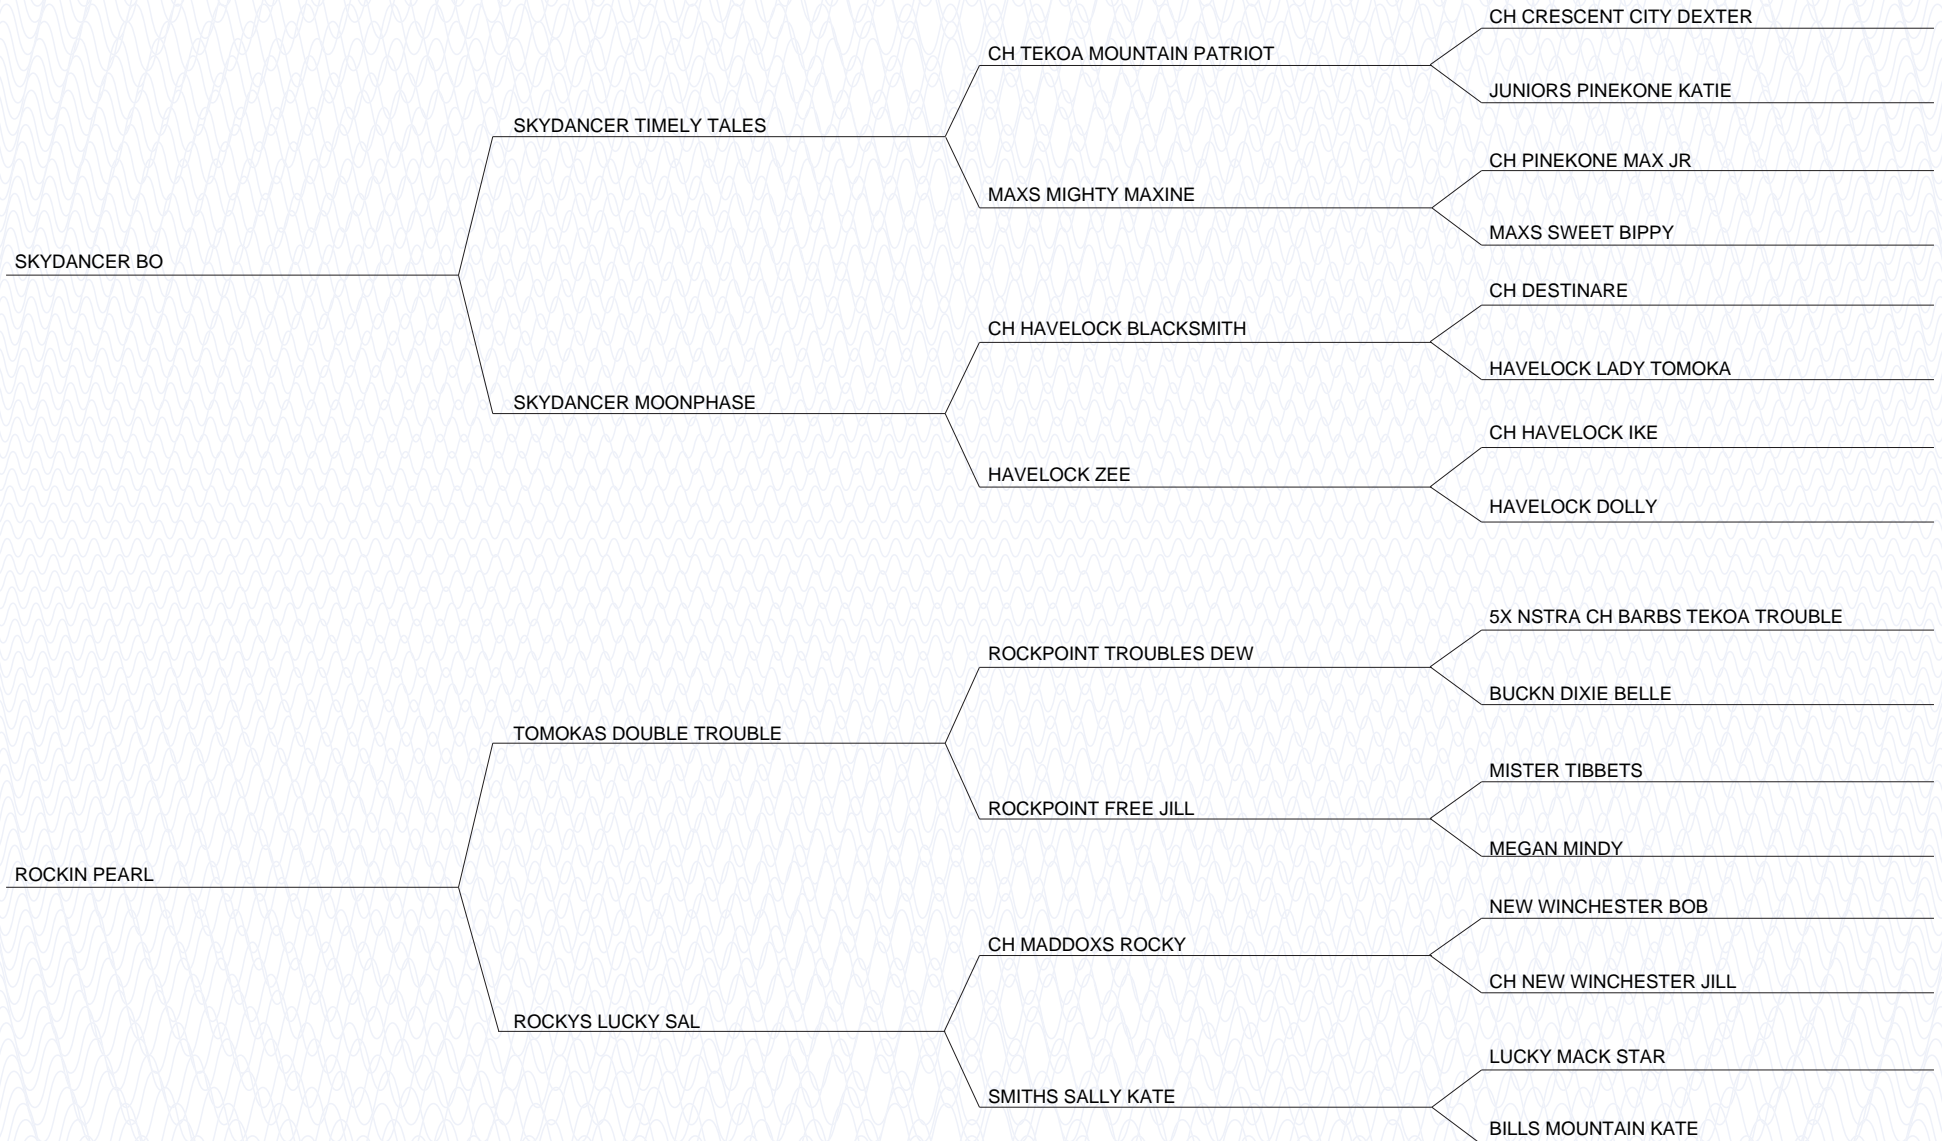 CH CRESCENT CITY DEXTER
CH TEKOA MOUNTAIN PATRIOT
JUNIORS PINEKONE KATIE
SKYDANCER TIMELY TALES
CH PINEKONE MAX JR
MAXS MIGHTY MAXINE
MAXS SWEET BIPPY
SKYDANCER BO
CH DESTINARE
CH HAVELOCK BLACKSMITH
HAVELOCK LADY TOMOKA
SKYDANCER MOONPHASE
CH HAVELOCK IKE
HAVELOCK ZEE
HAVELOCK DOLLY
5X NSTRA CH BARBS TEKOA TROUBLE
ROCKPOINT TROUBLES DEW
BUCKN DIXIE BELLE
TOMOKAS DOUBLE TROUBLE
MISTER TIBBETS
ROCKPOINT FREE JILL
MEGAN MINDY
ROCKIN PEARL
NEW WINCHESTER BOB
CH MADDOXS ROCKY
CH NEW WINCHESTER JILL
ROCKYS LUCKY SAL
LUCKY MACK STAR
SMITHS SALLY KATE
BILLS MOUNTAIN KATE